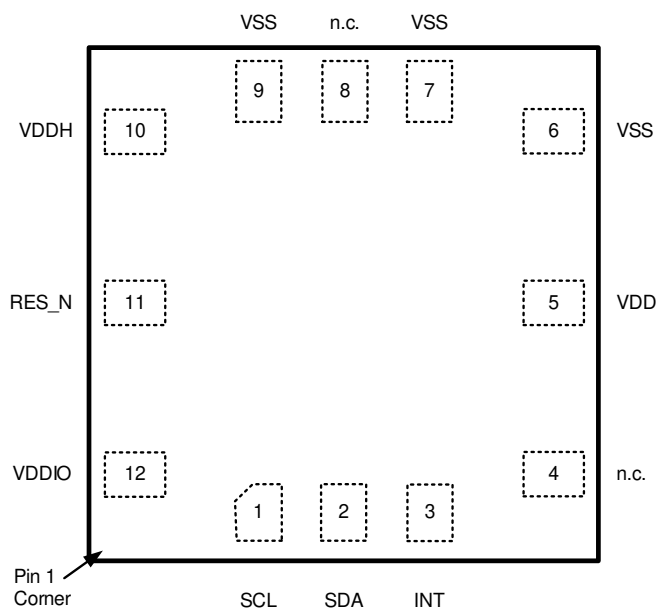 VSS n.c. VSS
9 8 7
VDDH 10 6 VSS
RES_N 11 5 VDD
VDDIO 12 4 n.c.
1 2 3
Pin 1
Corner
SCL SDA INT